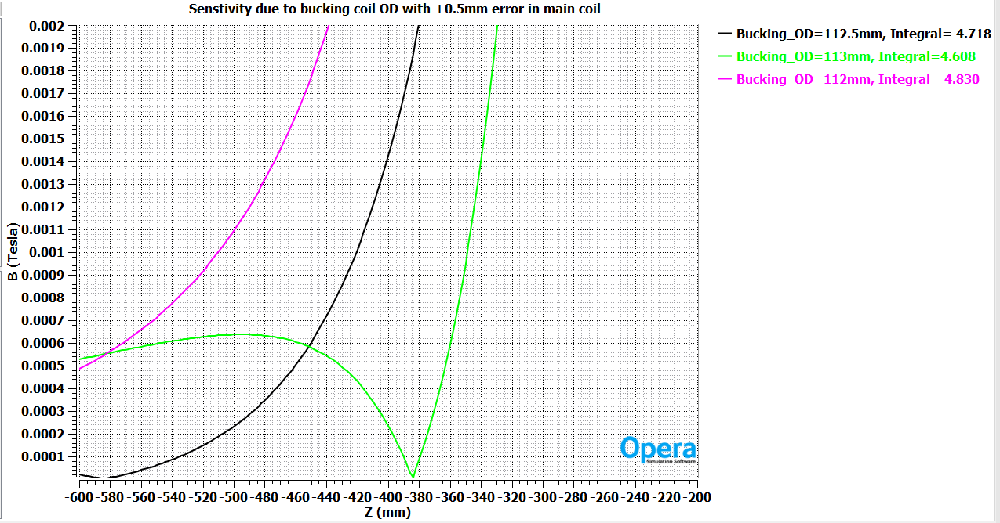 Senstivity due to bucking coil OD with +0.5mm error in main coil
0.002
0.0019
0.0018
0.0017
0.0016
0.0015
0.0014
0.0013
0.0012
0.0011
0.001
0.0009
0.0008
0.0007
0.0006
0.0005
0.0004
0.0003
0.0002
0.0001
B (Tesla)
-600 -580 -560 -540 -520 -500 -480 -460 -440 -420 -400 -380 -360 -340 -320 -300 -280 -260 -240 -220 -200
Z (mm)
Bucking_OD=112.5mm, Integral= 4.718
Bucking_OD=113mm, Integral=4.608
Bucking_OD=112mm, Integral= 4.830
Opera
Simulation Software